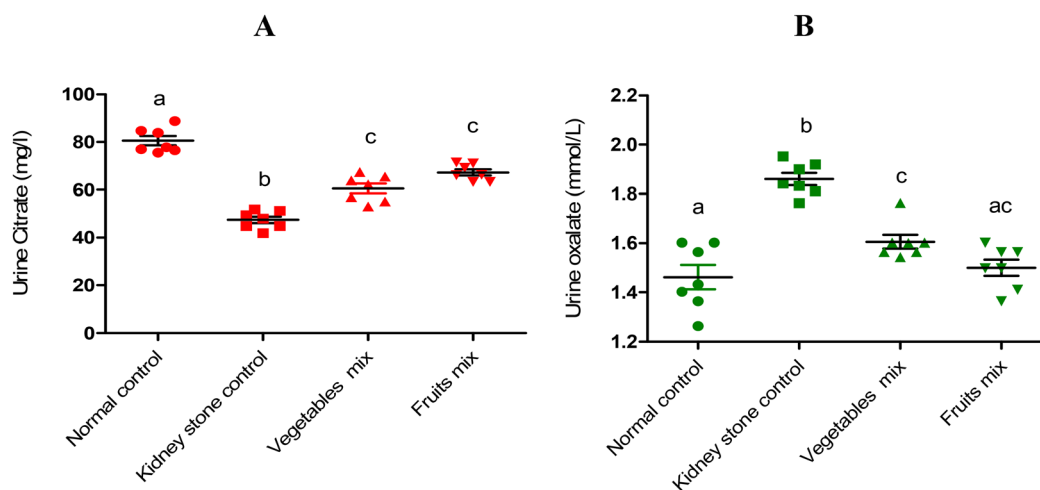 A
Urine Citrate (mg/l)
100
80
60
40
20
0
a
b
c
c
Normal control
Kidney stone control
Vegetables mix
Fruits mix
B
Urine oxalate (mmol/L)
2.2
2.0
1.8
1.6
1.4
1.2
a
b
c
ac
Normal control
Kidney stone control
Vegetables mix
Fruits mix